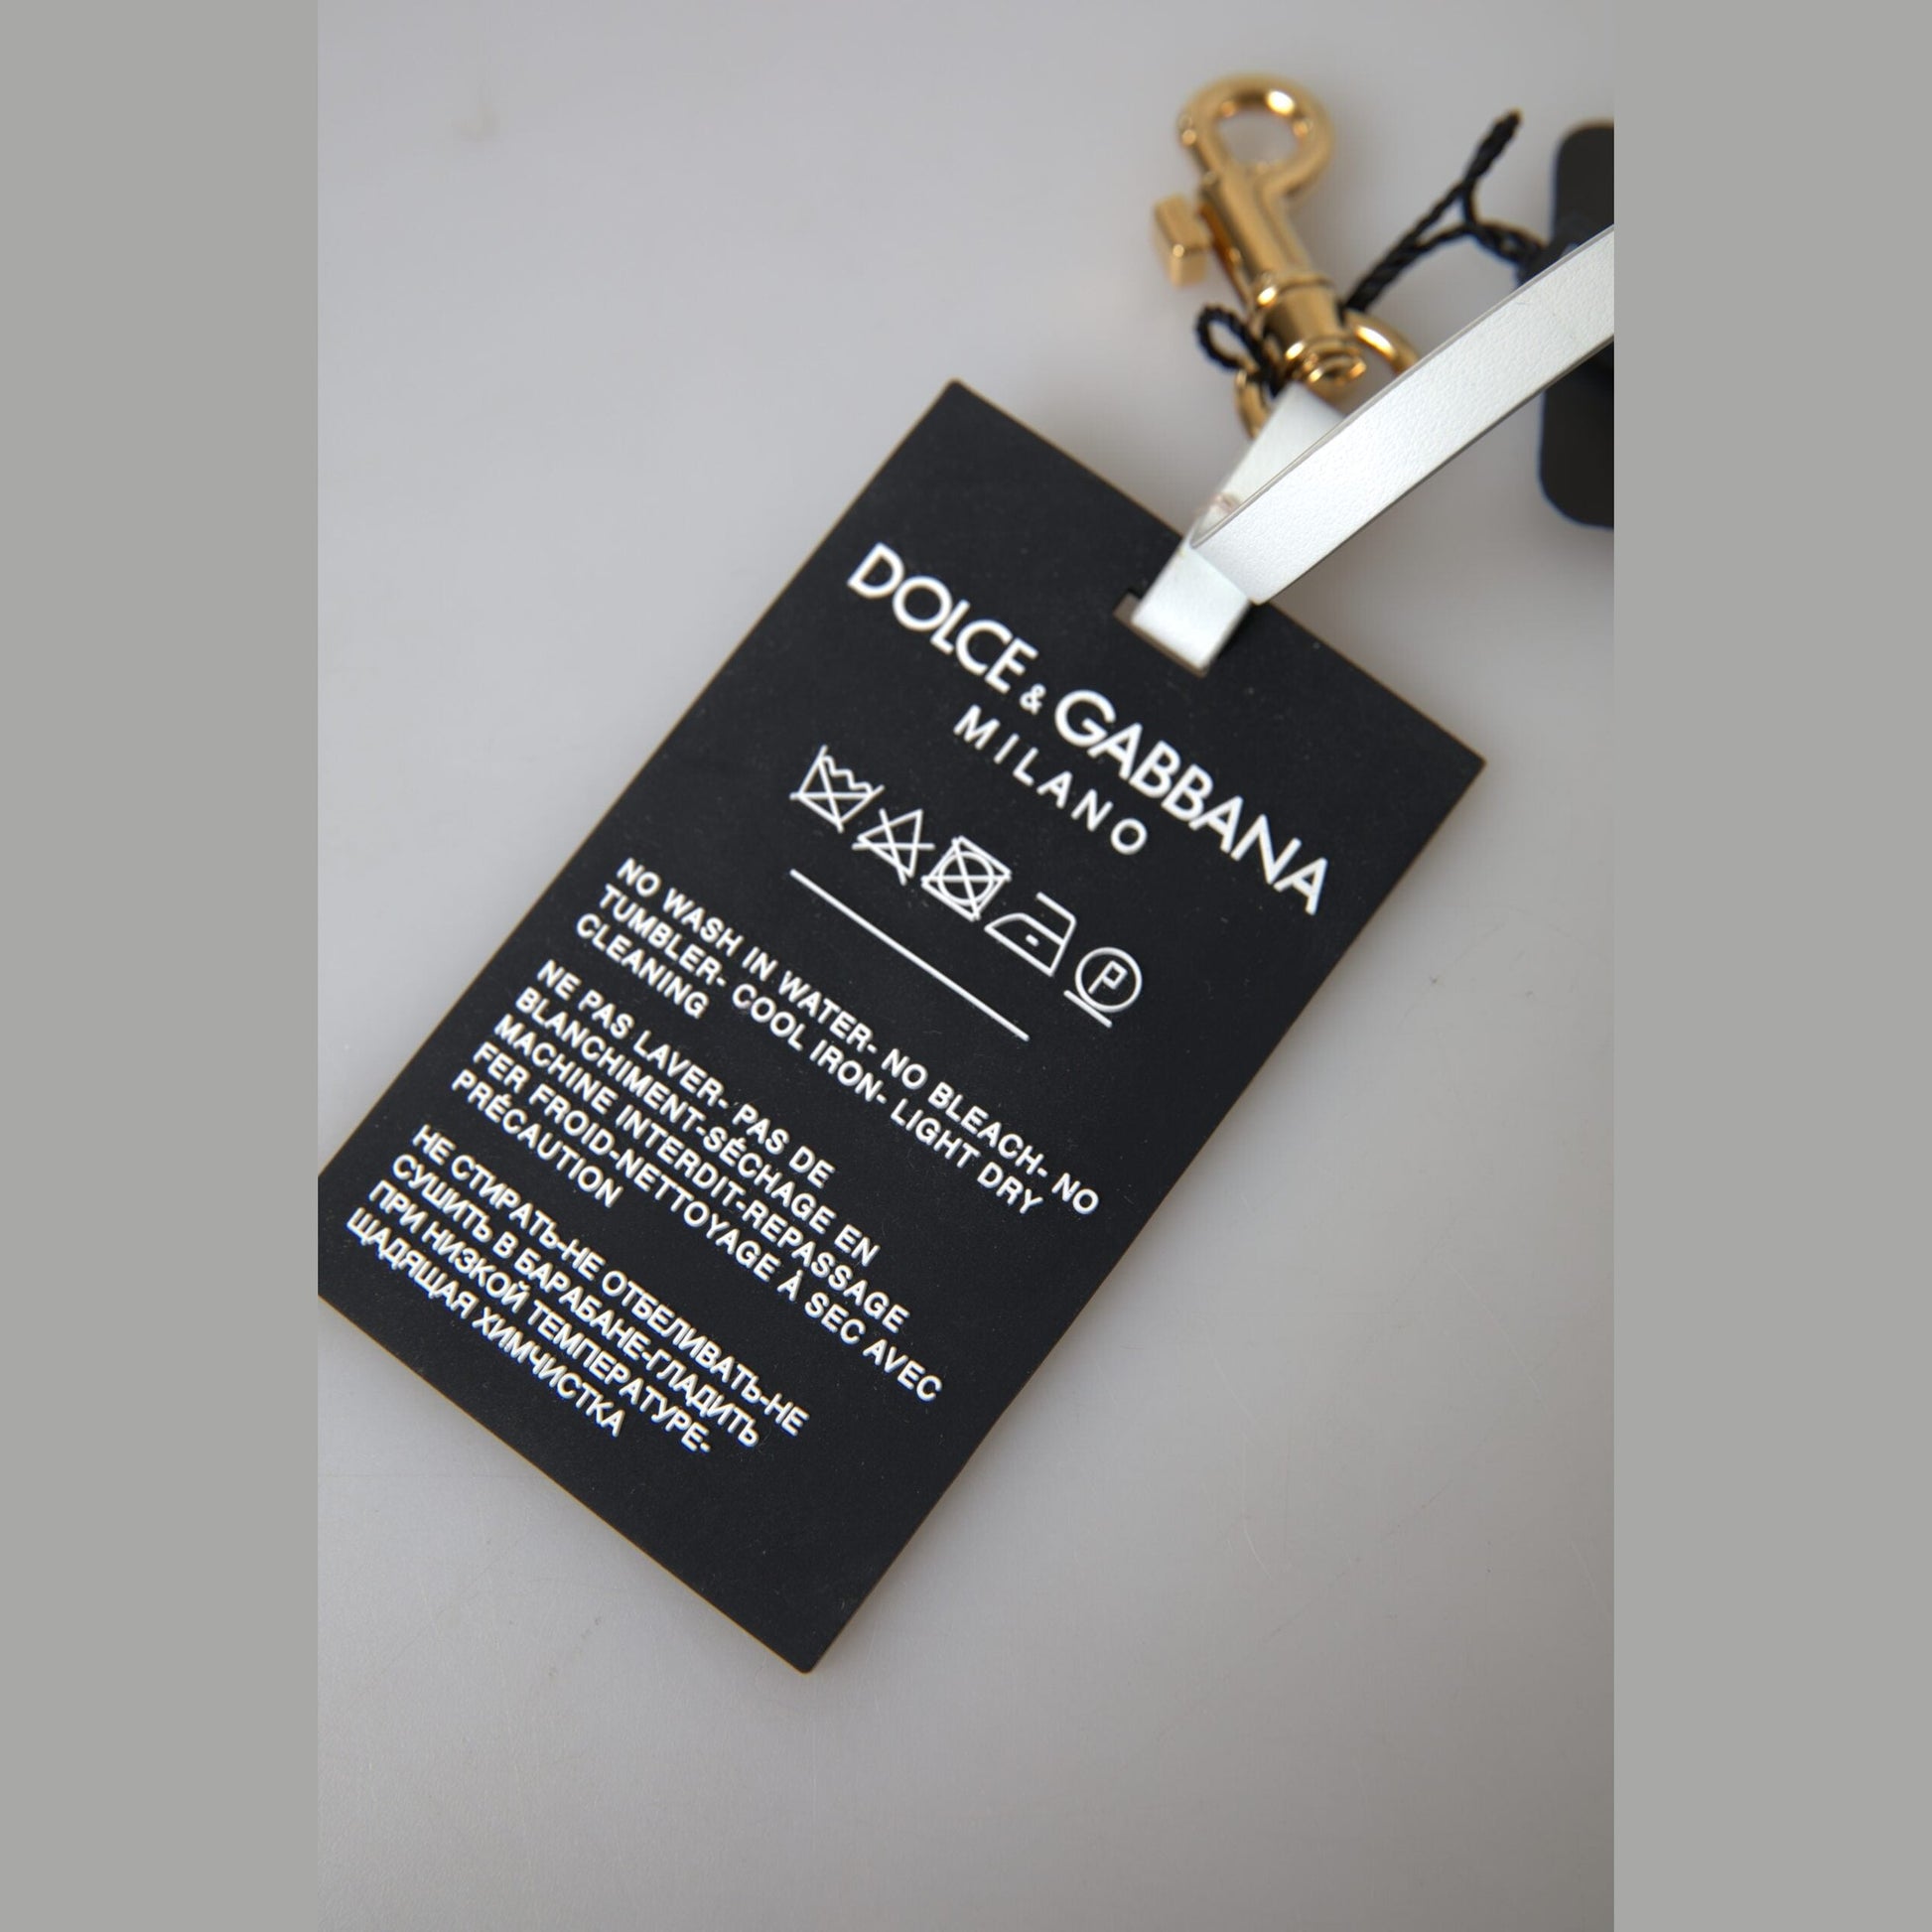 DOLCE & GABBANA
MILANO
P
NO WASH IN WATER- NO BLEACH- NO
TUMBLER- COOL IRON- LIGHT DRY
CLEANING
NE PAS LAVER- PAS DE
BLANCHIMENT-SÉCHAGE EN
MACHINE INTERDIT-REPASSAGE
FER FROID-NETTOYAGE À SEC AVEC
PRÉCAUTION
НЕ СТИРАТЬ-НЕ ОТБЕЛИВАТЬ-НЕ
СУШИТЬ В БАРАБАНЕ-ГЛАДИТЬ
ПРИ НИЗКОЙ ТЕМПЕРАТУРЕ-
ЩАДЯЩАЯ ХИМЧИСТКА